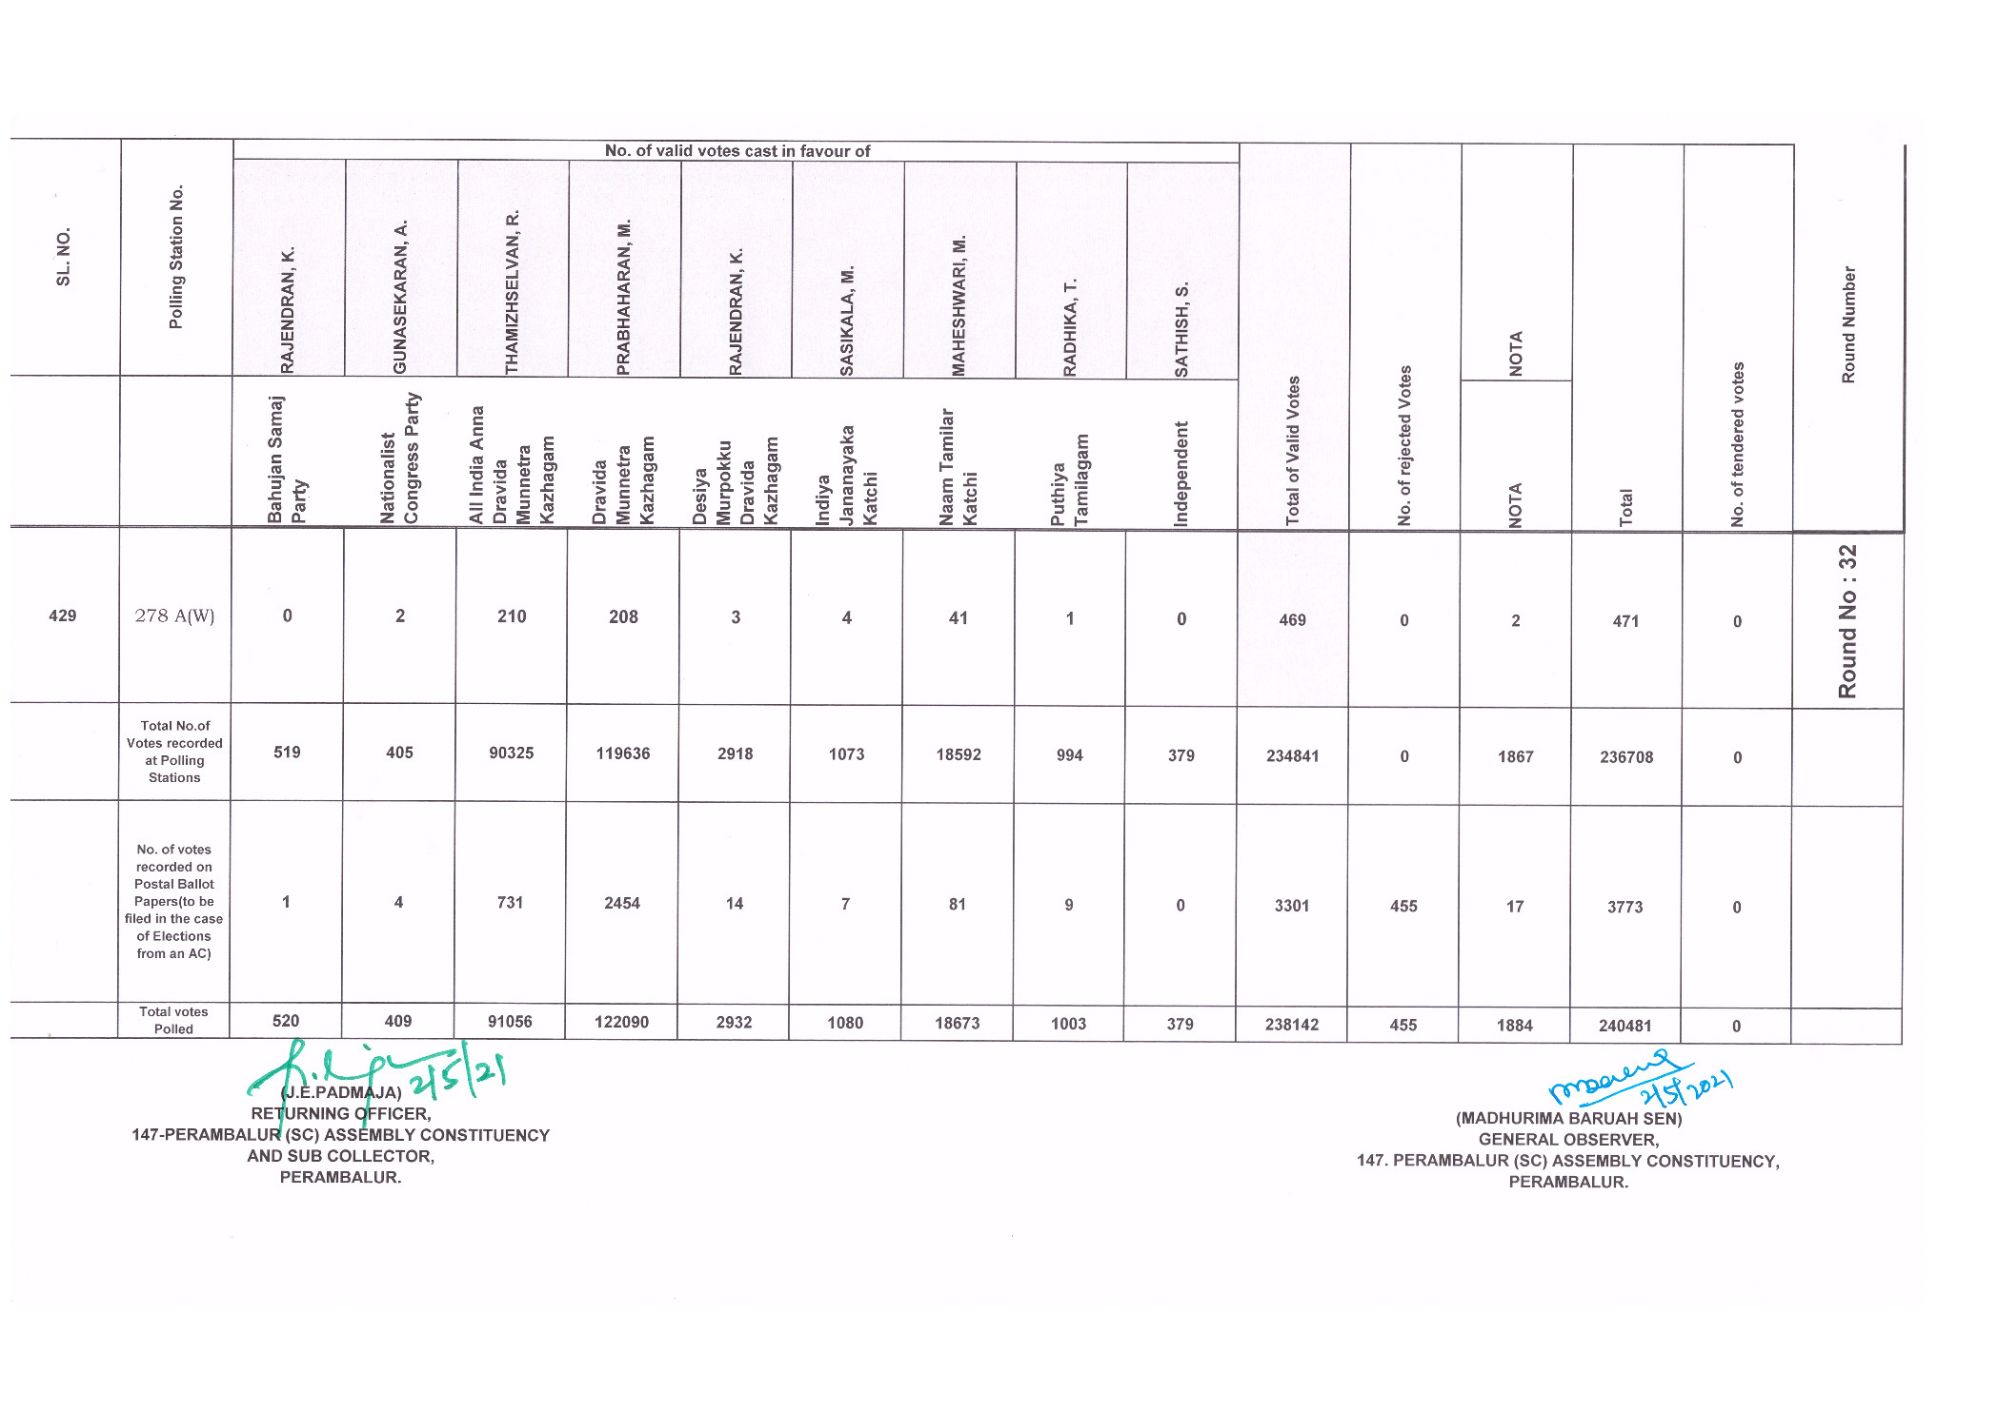 No. of valid votes cast in favour of
SL. NO.
Polling Station No.
RAJENDRAN, K.
GUNASEKARAN, A.
THAMIZHSELVAN, R.
PRABHAHARAN, M.
RAJENDRAN, K.
SASIKALA, M.
MAHESHWARI, M.
RADHIKA, T.
SATHISH, S.
Total of Valid Votes
No. of rejected Votes
NOTA
Total
No. of tendered votes
Round Number
Bahujan Samaj
Party
Nationalist
Congress Party
All India Anna
Dravida
Munnetra
Kazhagam
Dravida
Munnetra
Kazhagam
Desiya
Murpokku
Dravida
Kazhagam
Indiya
Jananayaka
Katchi
Naam Tamilar
Katchi
Puthiya
Tamilagam
Independent
NOTA
429 278 A(W) 0 2 210 208 3 4 41 1 0 469 0 2 471 0
Round No : 32
Total No.of
Votes recorded
at Polling
Stations
519 405 90325 119636 2918 1073 18592 994 379 234841 0 1867 236708 0
No. of votes
recorded on
Postal Ballot
Papers(to be
filed in the case
of Elections
from an AC)
1 4 731 2454 14 7 81 9 0 3301 455 17 3773 0
Total votes
Polled
520 409 91056 122090 2932 1080 18673 1003 379 238142 455 1884 240481 0
2/5/21
(J.E.PADMAJA)
RETURNING OFFICER,
147-PERAMBALUR (SC) ASSEMBLY CONSTITUENCY
AND SUB COLLECTOR,
PERAMBALUR.
2/5/2021
(MADHURIMA BARUAH SEN)
GENERAL OBSERVER,
147. PERAMBALUR (SC) ASSEMBLY CONSTITUENCY,
PERAMBALUR.